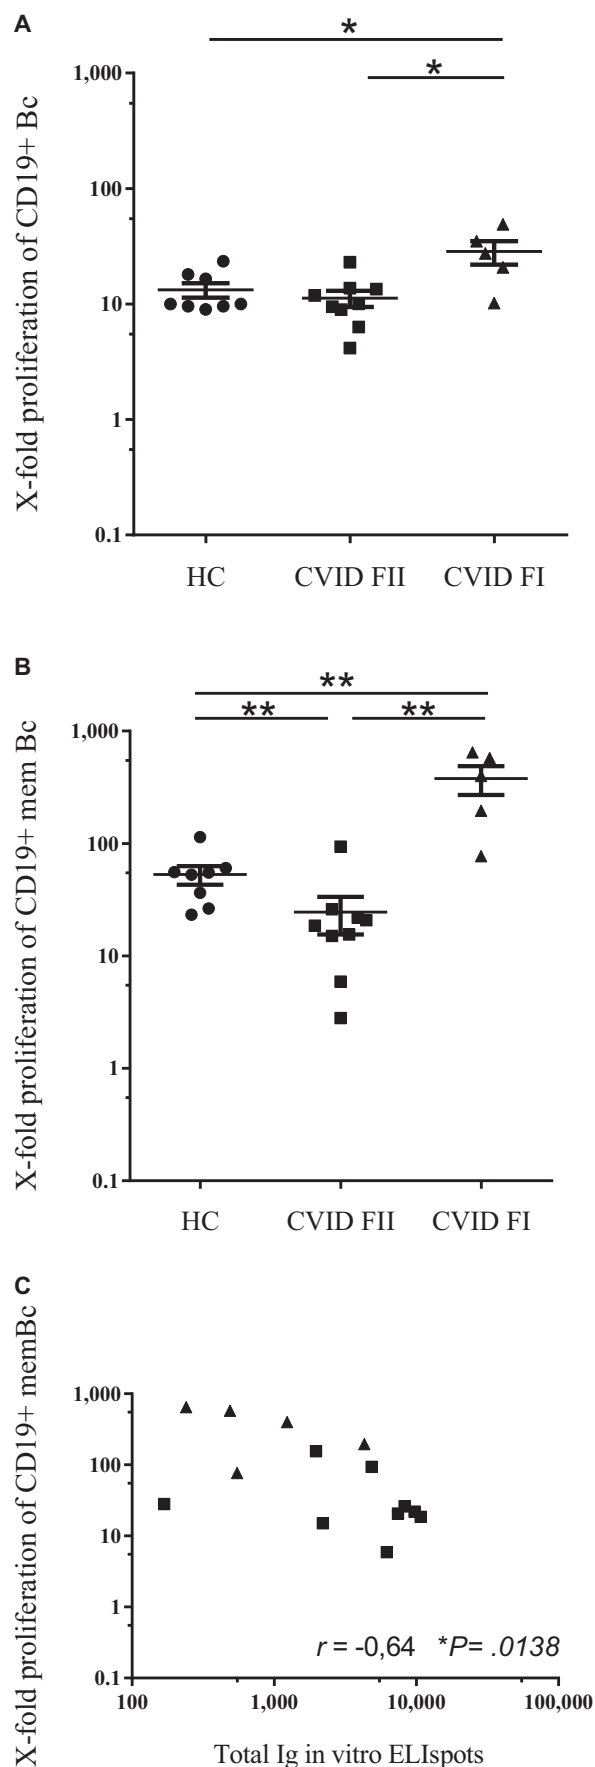 A
*
*
1,000
100
10
1
0.1
X-fold proliferation of CD19+ Bc
HC CVID FII CVID FI
B
**
** **
1,000
100
10
1
0.1
X-fold proliferation of CD19+ mem Bc
HC CVID FII CVID FI
C
1,000
100
10
1
0.1
X-fold proliferation of CD19+ memBc
r = -0,64 *P= .0138
100 1,000 10,000 100,000
Total Ig in vitro ELIspots